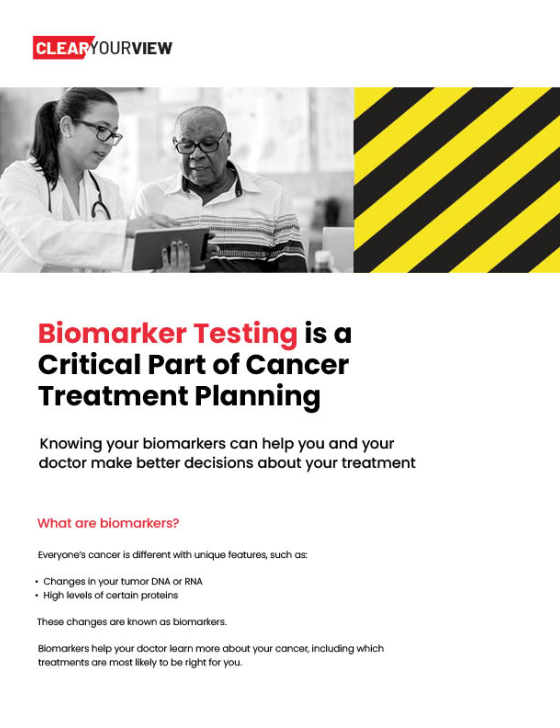 CLEARYOURVIEW
Biomarker Testing is a
Critical Part of Cancer
Treatment Planning
Knowing your biomarkers can help you and your
doctor make better decisions about your treatment
What are biomarkers?
Everyone's cancer is different with unique features, such as:
• Changes in your tumor DNA or RNA
• High levels of certain proteins
These changes are known as biomarkers.
Biomarkers help your doctor learn more about your cancer, including which
treatments are most likely to be right for you.